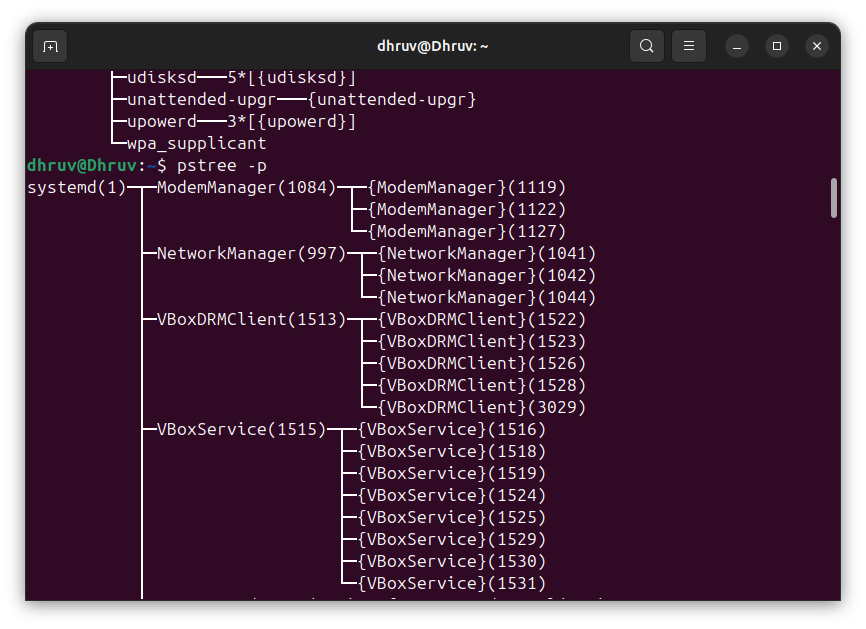 dhruv@Dhruv: ~
├─udisksd───5*[{udisksd}]
├─unattended-upgr───{unattended-upgr}
├─upowerd───3*[{upowerd}]
└─wpa_supplicant
dhruv@Dhruv:~$ pstree -p
systemd(1)─┬─ModemManager(1084)─┬─{ModemManager}(1119)
├─{ModemManager}(1122)
└─{ModemManager}(1127)
├─NetworkManager(997)─┬─{NetworkManager}(1041)
├─{NetworkManager}(1042)
└─{NetworkManager}(1044)
├─VBoxDRMClient(1513)─┬─{VBoxDRMClient}(1522)
├─{VBoxDRMClient}(1523)
├─{VBoxDRMClient}(1526)
├─{VBoxDRMClient}(1528)
└─{VBoxDRMClient}(3029)
├─VBoxService(1515)─┬─{VBoxService}(1516)
├─{VBoxService}(1518)
├─{VBoxService}(1519)
├─{VBoxService}(1524)
├─{VBoxService}(1525)
├─{VBoxService}(1529)
├─{VBoxService}(1530)
└─{VBoxService}(1531)